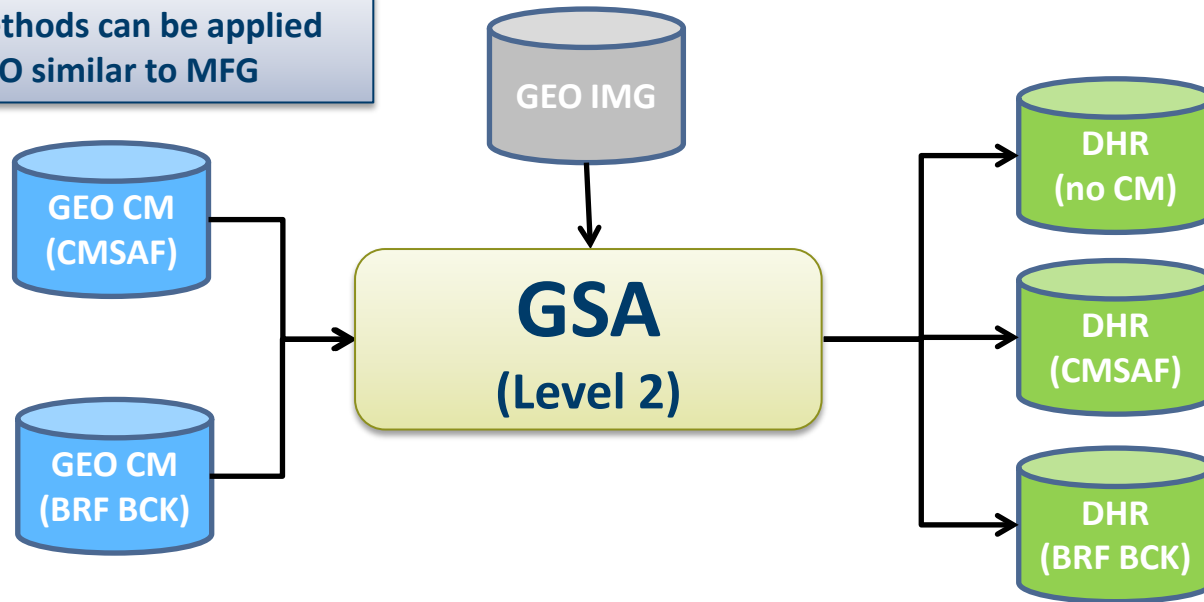 can be applied
similar to MFG
GEO IMG
GEO CM
(CMSAF)
GEO CM
(BRF BCK)
GSA
(Level 2)
DHR
(no CM)
DHR
(CMSAF)
DHR
(BRF BCK)